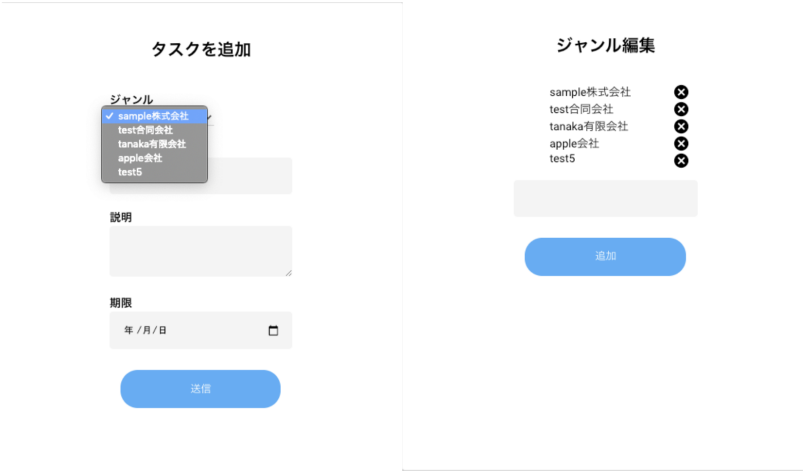 タスクを追加
ジャンル
✓ sample株式会社
test合同会社
tanaka有限会社
apple会社
test5
説明
期限
年 /月/日
送信
ジャンル編集
sample株式会社
test合同会社
tanaka有限会社
apple会社
test5
追加